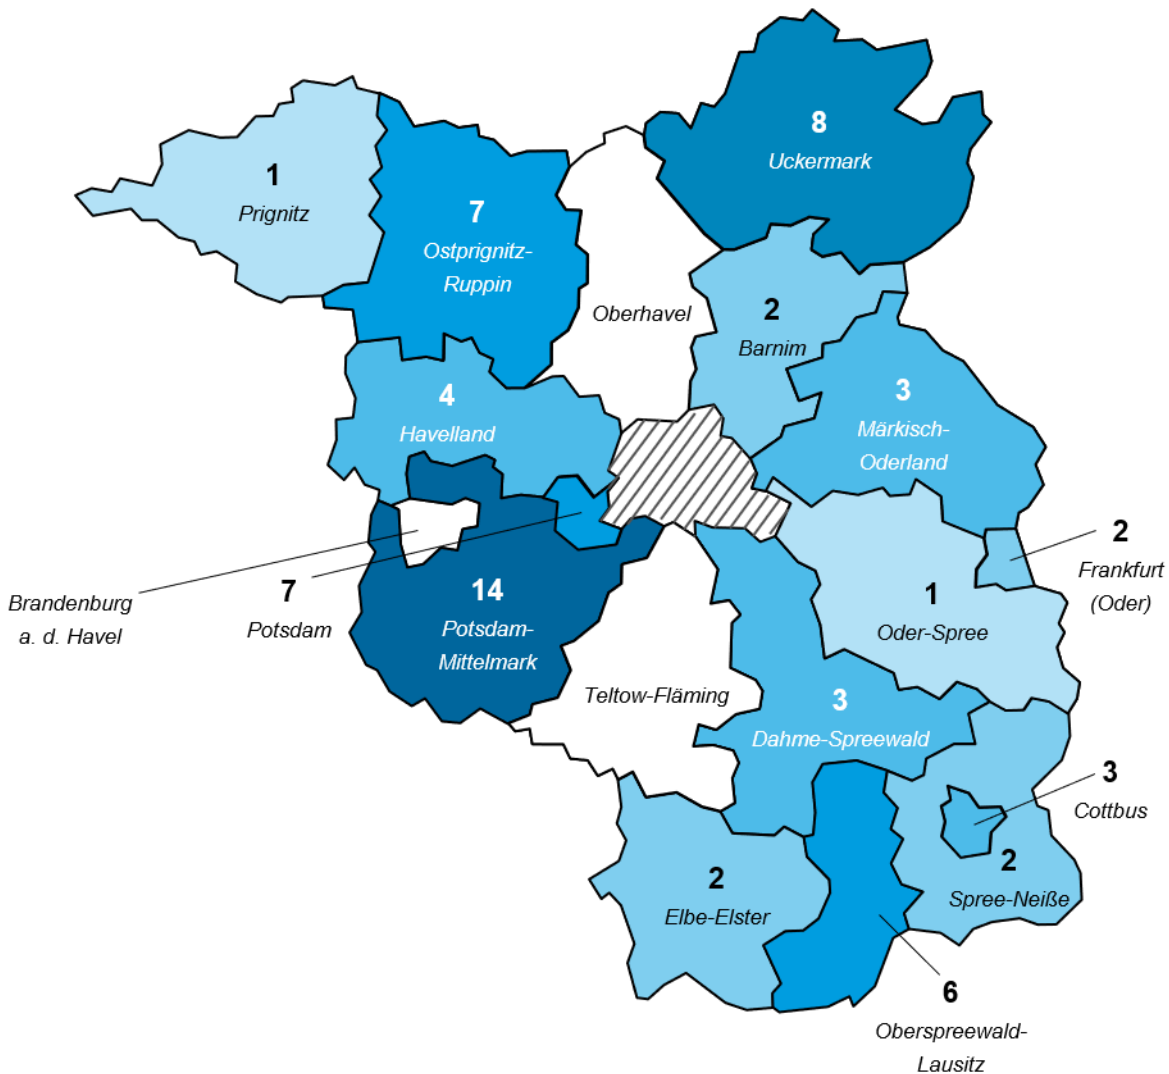 8
Uckermark
1
Prignitz
7
Ostprignitz-
Ruppin
Oberhavel
2
Barnim
4
Havelland
3
Märkisch-
Oderland
2
Frankfurt
(Oder)
Brandenburg
a. d. Havel
7
Potsdam
14
Potsdam-
Mittelmark
1
Oder-Spree
Teltow-Fläming
3
Dahme-Spreewald
3
Cottbus
2
Elbe-Elster
2
Spree-Neiße
6
Oberspreewald-
Lausitz